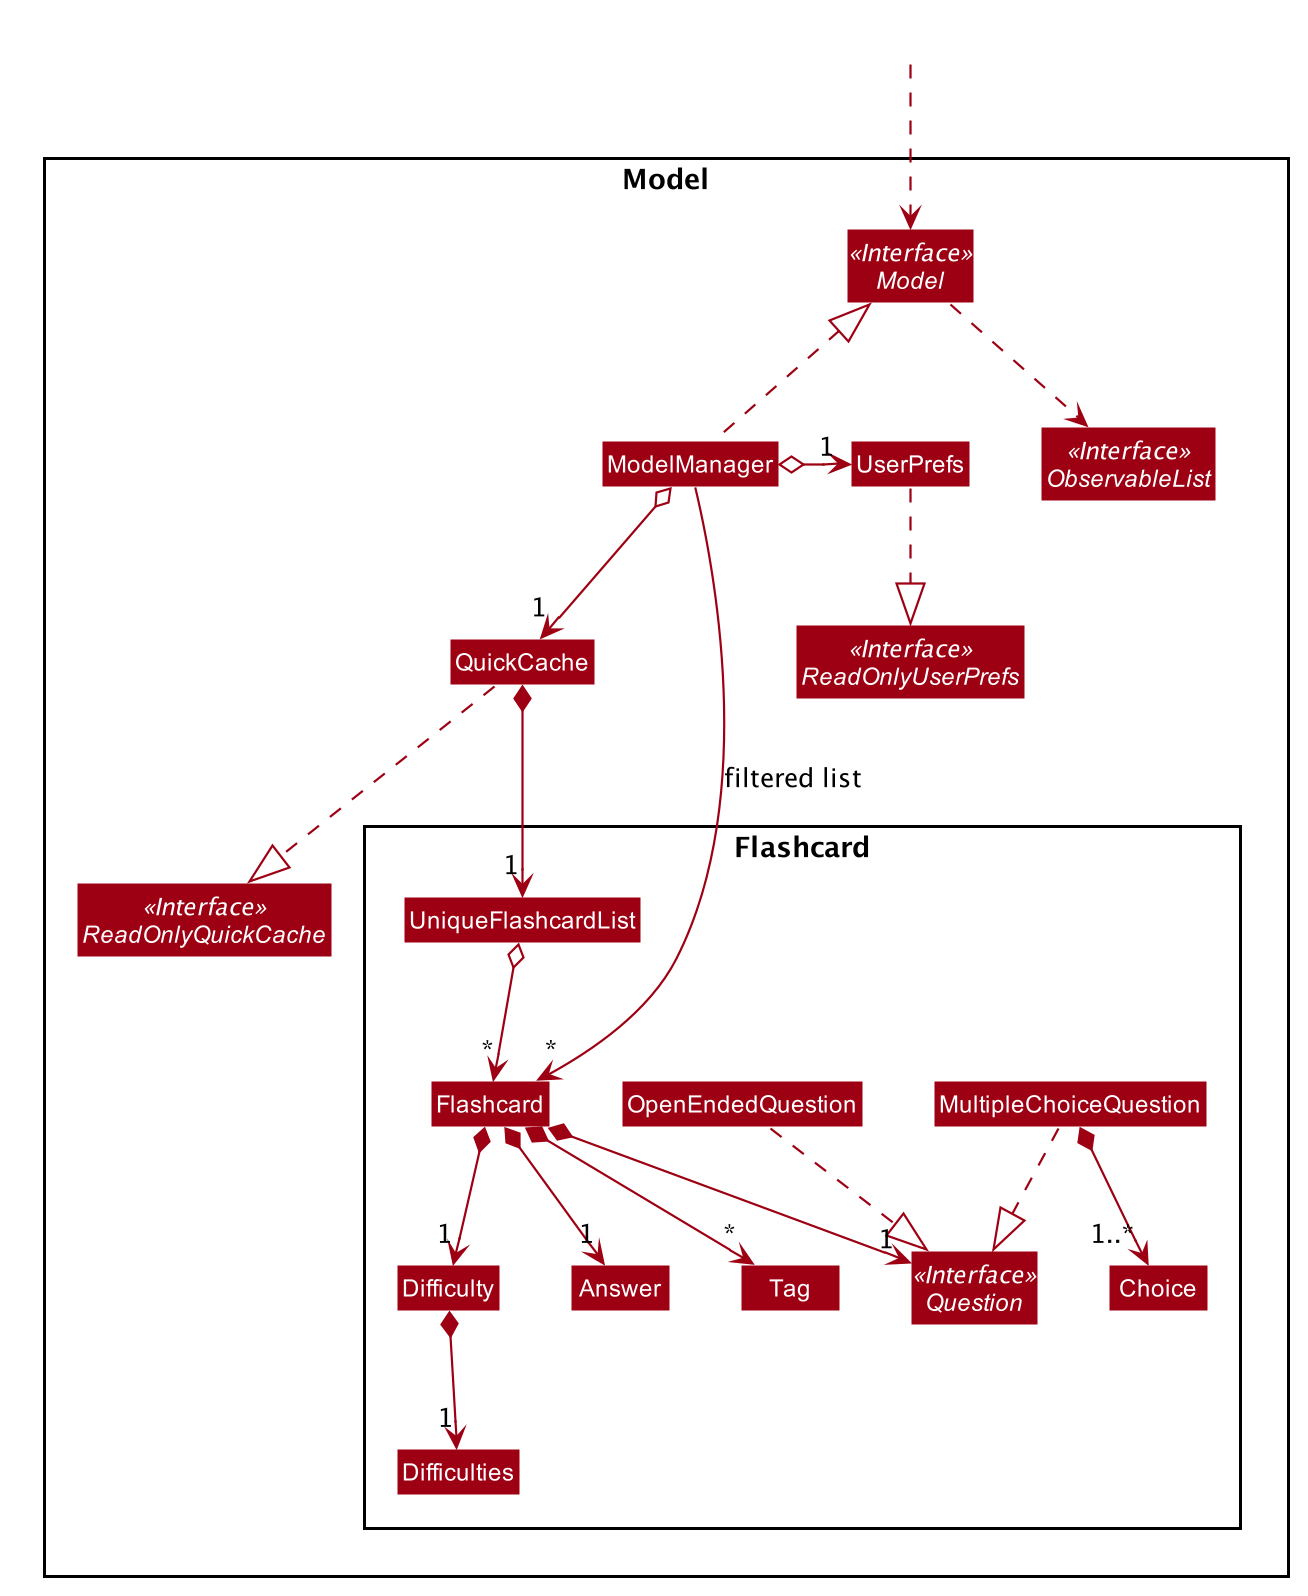 Model
«Interface»
Model
1
ModelManager
UserPrefs
«Interface»
ObservableList
1
QuickCache
«Interface»
ReadOnlyUserPrefs
filtered list
Flashcard
1
UniqueFlashcardList
«Interface»
ReadOnlyQuickCache
*
*
Flashcard
OpenEndedQuestion
MultipleChoiceQuestion
1
1
*
1
1..*
Difficulty
Answer
Tag
«Interface»
Question
Choice
1
Difficulties